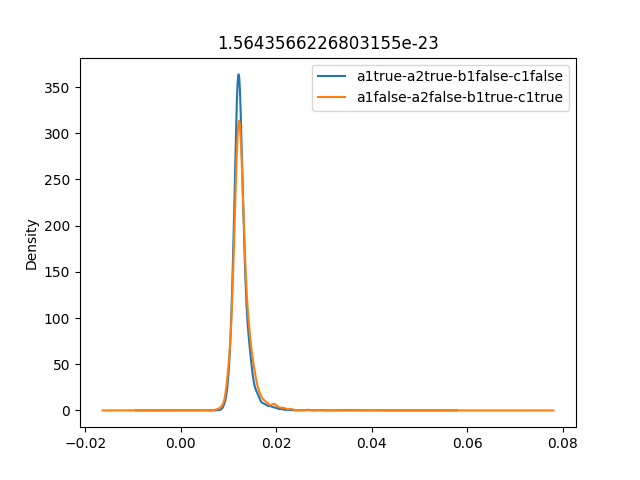 1.5643566226803155e-23
a1true-a2true-b1false-c1false
a1false-a2false-b1true-c1true
Density
350
300
250
200
150
100
50
0
−0.02 0.00 0.02 0.04 0.06 0.08